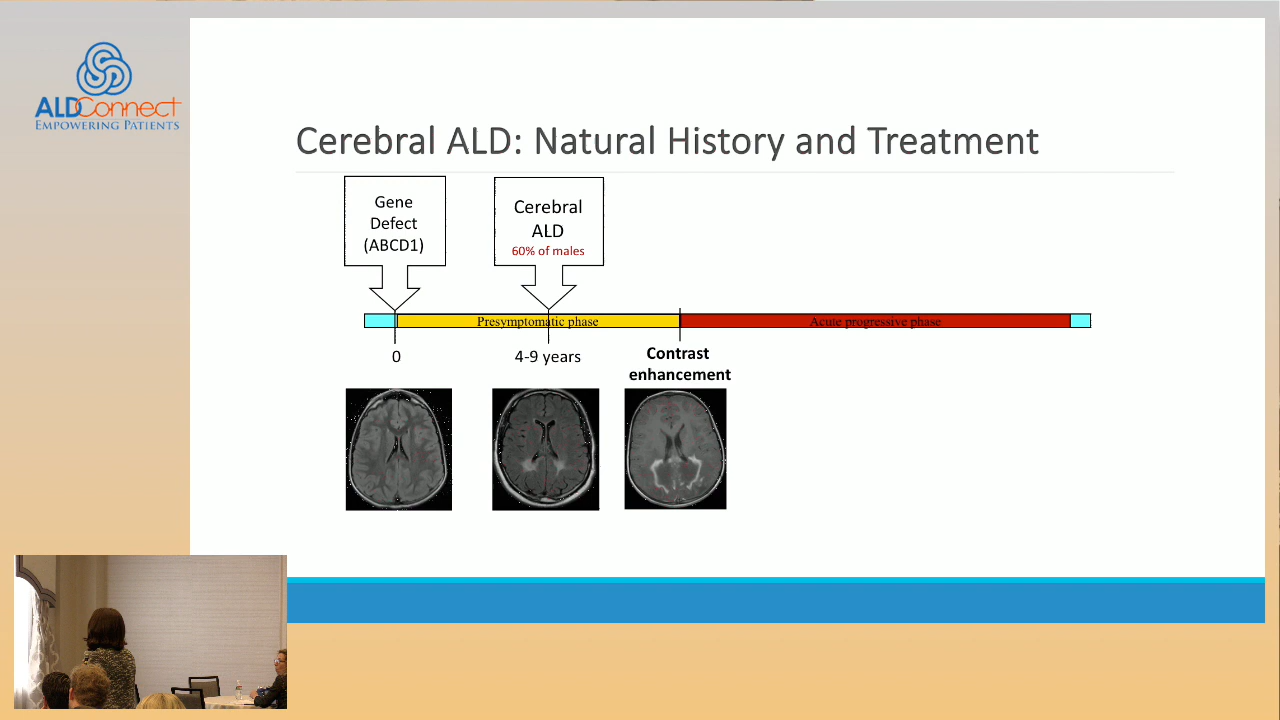 ALDConnect
EMPOWERING PATIENTS
Cerebral ALD: Natural History and Treatment
Gene
Defect
(ABCD1)
Cerebral
ALD
60% of males
Presymptomatic phase
Acute progressive phase
0
4-9 years
Contrast
enhancement